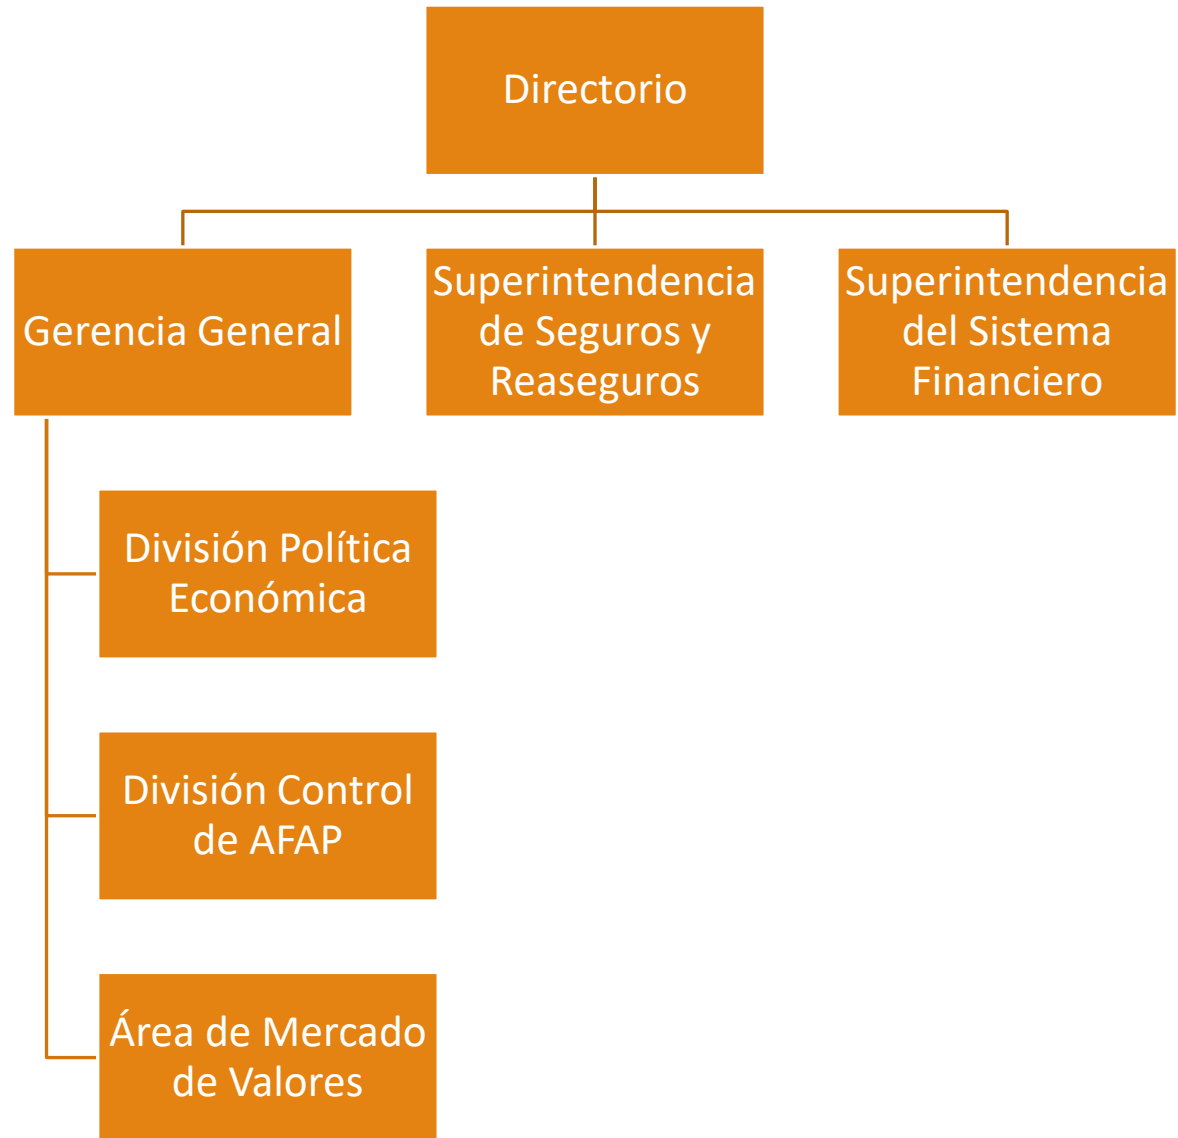 Directorio
Gerencia General
Superintendencia
de Seguros y
Reaseguros
Superintendencia
del Sistema
Financiero
División Política
Económica
División Control
de AFAP
Área de Mercado
de Valores